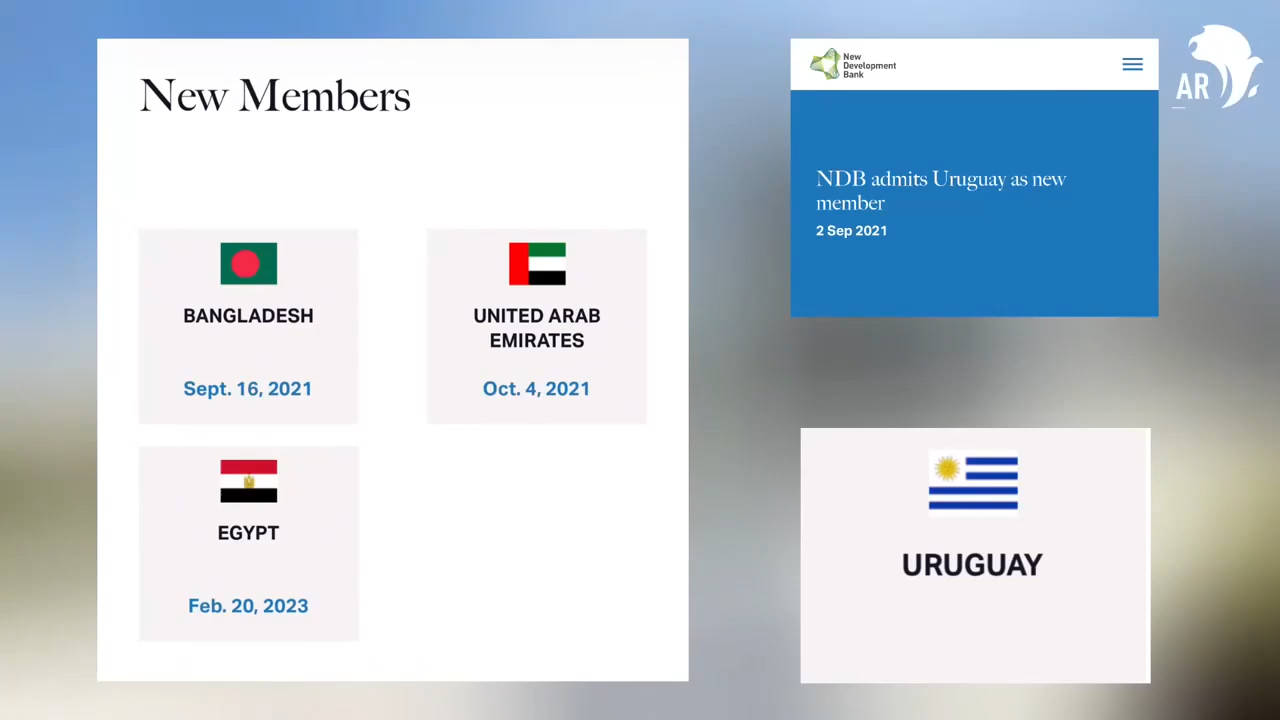 New Members
BANGLADESH
Sept. 16, 2021
UNITED ARAB
EMIRATES
Oct. 4, 2021
EGYPT
Feb. 20, 2023
New
Development
Bank
NDB admits Uruguay as new
member
2 Sep 2021
URUGUAY
AR